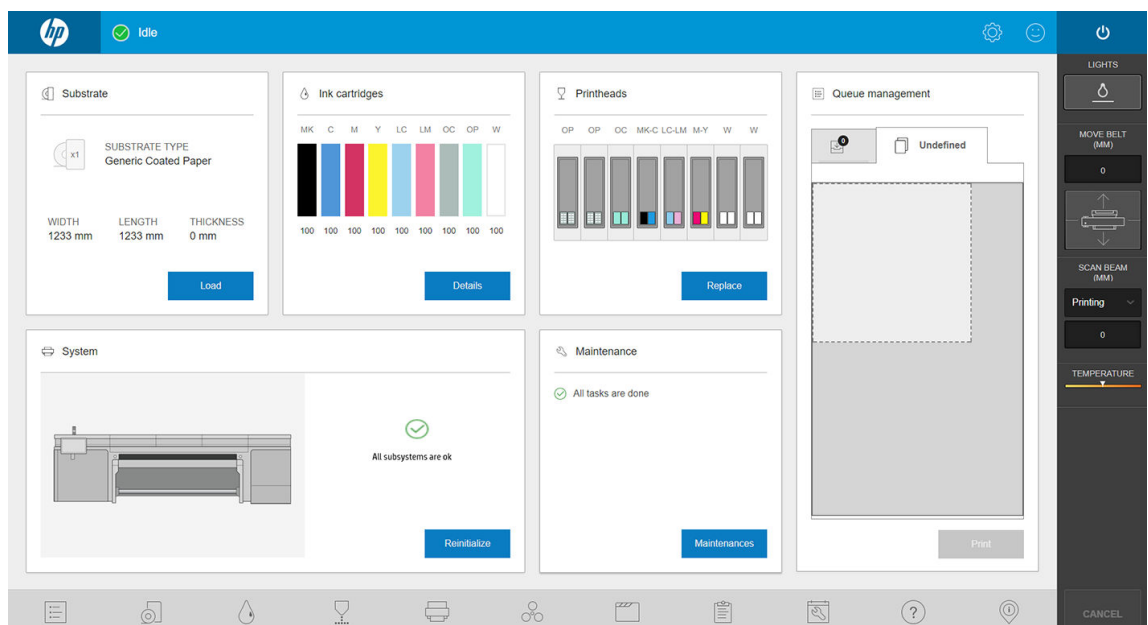 hp
Idle
Substrate
x1
SUBSTRATE TYPE
Generic Coated Paper
WIDTH LENGTH THICKNESS
1233 mm 1233 mm 0 mm
Load
Ink cartridges
MK C M Y LC LM OC OP W
100 100 100 100 100 100 100 100 100
Details
Printheads
OP OP OC MK-C LC-LM M-Y W W
Replace
Queue management
0
Undefined
Print
System
All subsystems are ok
Reinitialize
Maintenance
All tasks are done
Maintenances
LIGHTS
MOVE BELT
(MM)
0
SCAN BEAM
(MM)
Printing
0
TEMPERATURE
?
CANCEL